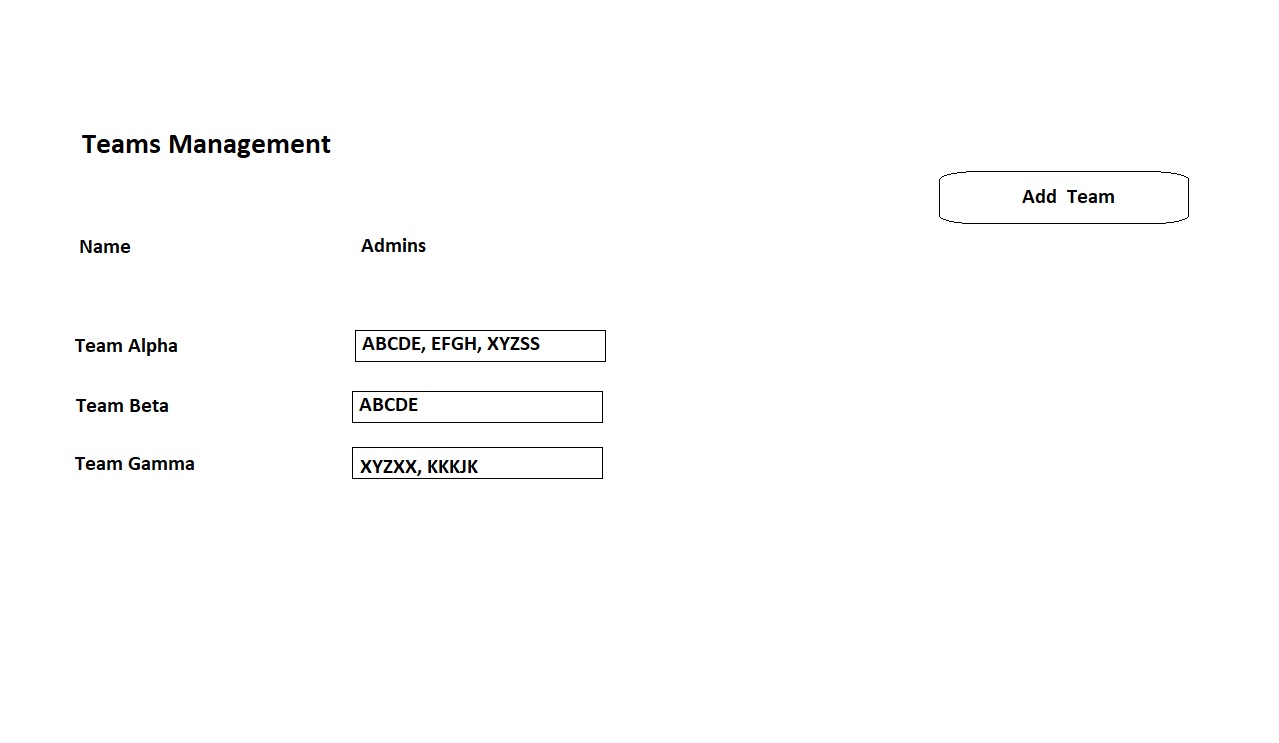 Teams Management
Add  Team
Name
Admins
Team Alpha
ABCDE, EFGH, XYZSS
Team Beta
ABCDE
Team Gamma
XYZXX, KKKJK